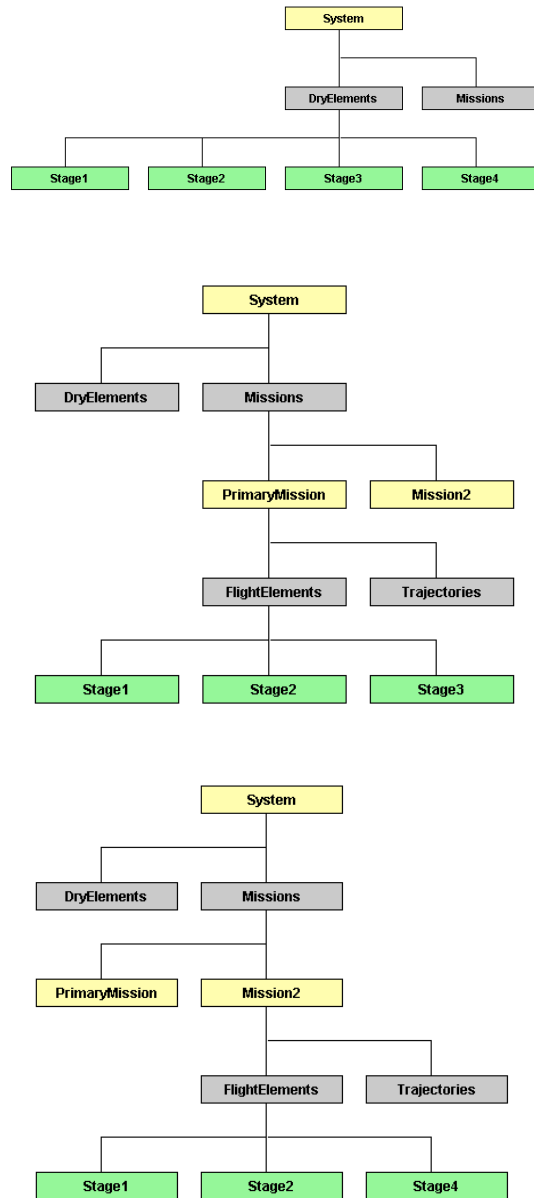 System
DryElements Missions
Stage1 Stage2 Stage3 Stage4
System
DryElements Missions
PrimaryMission Mission2
FlightElements Trajectories
Stage1 Stage2 Stage3
System
DryElements Missions
PrimaryMission Mission2
FlightElements Trajectories
Stage1 Stage2 Stage4